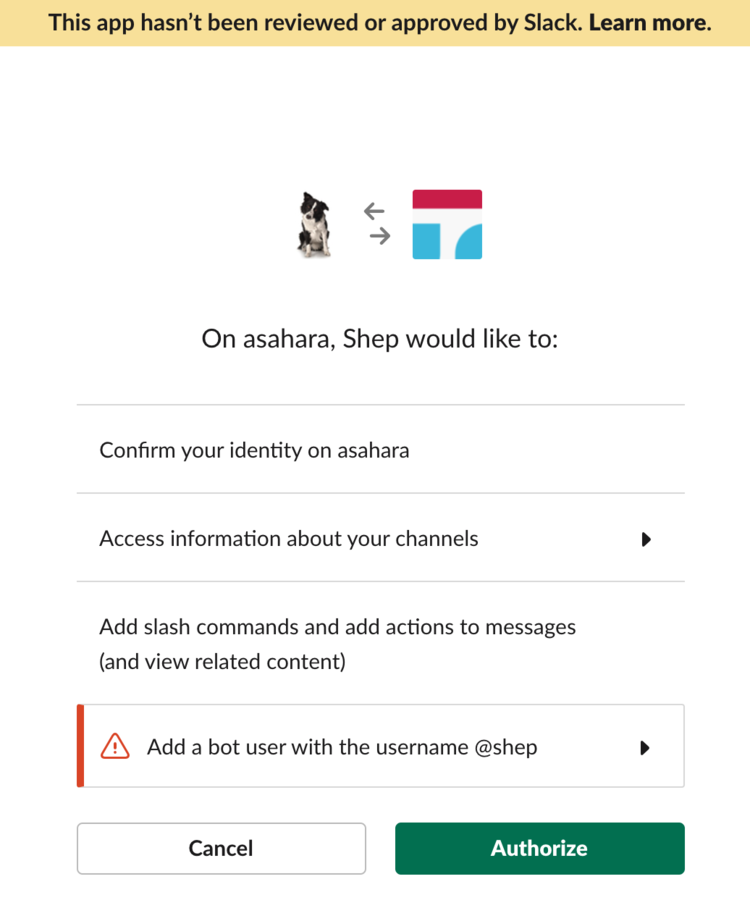 This app hasn’t been reviewed or approved by Slack. Learn more.
On asahara, Shep would like to:
Confirm your identity on asahara
Access information about your channels
Add slash commands and add actions to messages
(and view related content)
Add a bot user with the username @shep
Cancel
Authorize